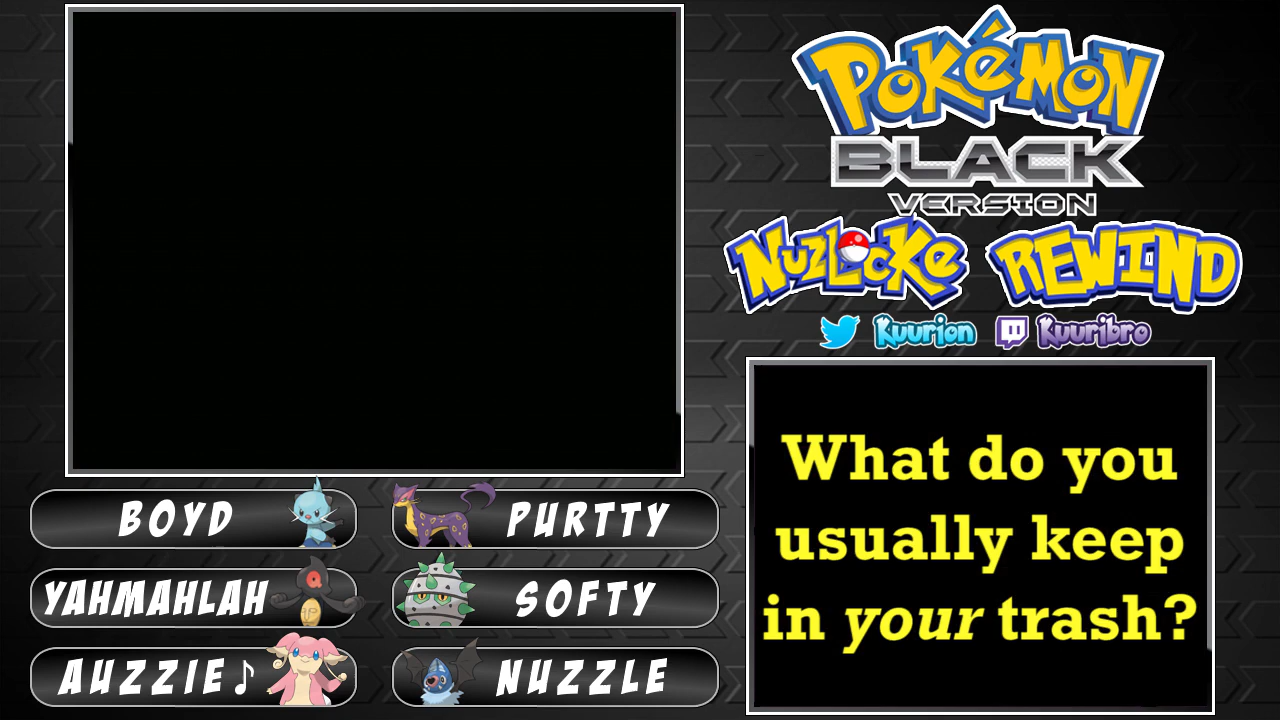 POKéMON
BLACK
VERSION
NUZLOCKE REWIND
Kuurion Kuuribro
BOYD PURTTY
YAHMAHLAH SOFTY
AUZZIE♪ NUZZLE
What do you
usually keep
in your trash?